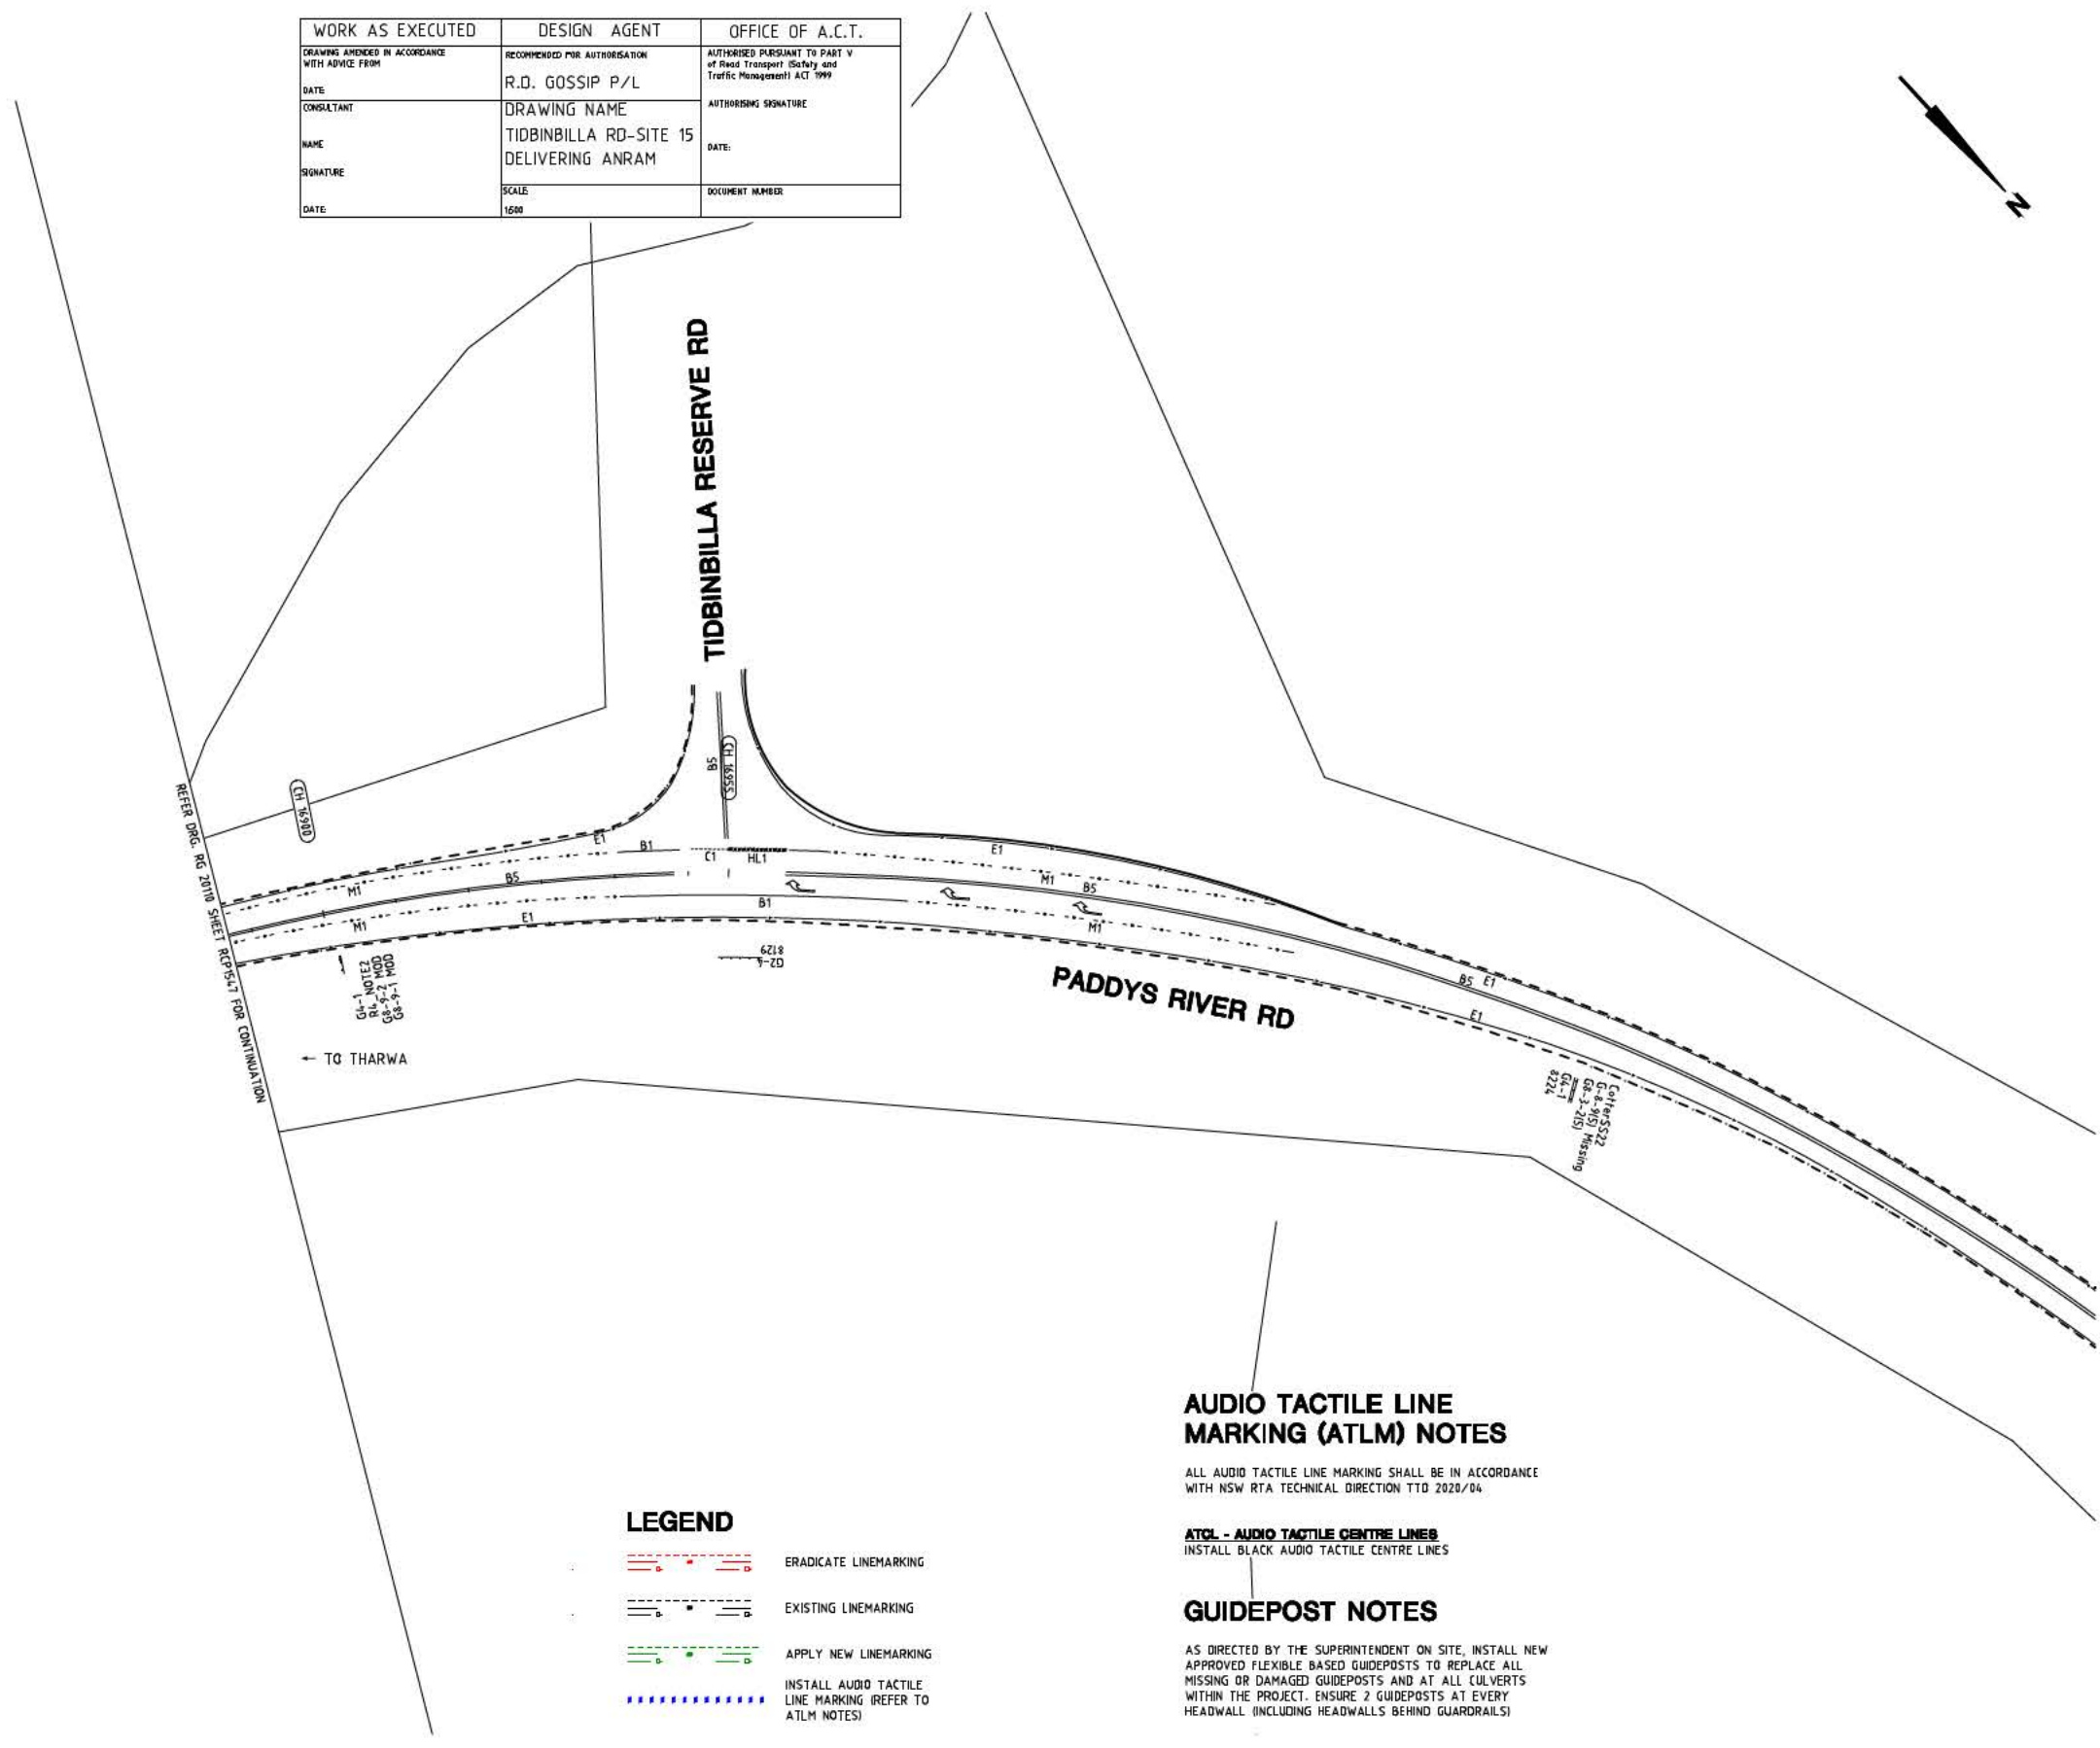 WORK AS EXECUTED
DRAWING AMENDED IN ACCORDANCE
WITH ADVICE FROM
DATE:
CONSULTANT
NAME
SIGNATURE
DATE:
DESIGN AGENT
RECOMMENDED FOR AUTHORISATION
R.D. GOSSIP P/L
DRAWING NAME
TIDBINBILLA RD-SITE 15
DELIVERING ANRAM
SCALE:
1:500
OFFICE OF A.C.T.
AUTHORISED PURSUANT TO PART V
of Road Transport (Safety and
Traffic Management) ACT 1999
AUTHORISING SIGNATURE
DATE:
DOCUMENT NUMBER
N
TIDBINBILLA RESERVE RD
B5
CH 16955
CH 16900
REFER DRG. RG 20110 SHEET RCP1547 FOR CONTINUATION
E1
B1
C1
HL1
E1
M1
B5
M1
B5
M1
E1
B1
M1
G4-1
R4_NOTE2
G8-9-2 MOD
G8-9-1 MOD
8129
G2-4
PADDYS RIVER RD
B5
E1
E1
CotterSS22
G-8-9(S) Missing
G8-3-2(S)
G4-1
8224
← TO THARWA
LEGEND
ERADICATE LINEMARKING
EXISTING LINEMARKING
APPLY NEW LINEMARKING
INSTALL AUDIO TACTILE
LINE MARKING (REFER TO
ATLM NOTES)
AUDIO TACTILE LINE
MARKING (ATLM) NOTES
ALL AUDIO TACTILE LINE MARKING SHALL BE IN ACCORDANCE
WITH NSW RTA TECHNICAL DIRECTION TTD 2020/04
ATCL - AUDIO TACTILE CENTRE LINES
INSTALL BLACK AUDIO TACTILE CENTRE LINES
GUIDEPOST NOTES
AS DIRECTED BY THE SUPERINTENDENT ON SITE, INSTALL NEW
APPROVED FLEXIBLE BASED GUIDEPOSTS TO REPLACE ALL
MISSING OR DAMAGED GUIDEPOSTS AND AT ALL CULVERTS
WITHIN THE PROJECT. ENSURE 2 GUIDEPOSTS AT EVERY
HEADWALL (INCLUDING HEADWALLS BEHIND GUARDRAILS)